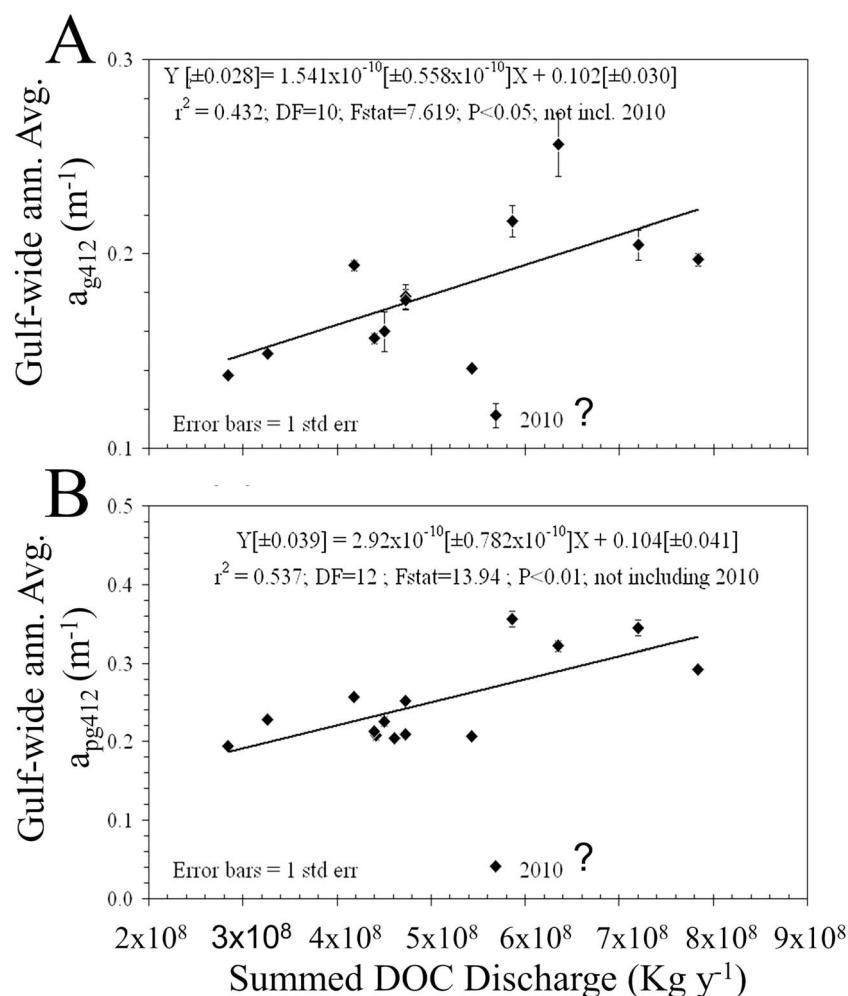 A
Gulf-wide ann. Avg.
a_g412 (m⁻¹)
0.3
0.2
0.1
Y [±0.028]= 1.541x10⁻¹⁰[±0.558x10⁻¹⁰]X + 0.102[±0.030]
r² = 0.432; DF=10; Fstat=7.619; P<0.05; not incl. 2010
Error bars = 1 std err
2010 ?
B
Gulf-wide ann. Avg.
a_pg412 (m⁻¹)
0.5
0.4
0.3
0.2
0.1
0.0
Y[±0.039] = 2.92x10⁻¹⁰[±0.782x10⁻¹⁰]X + 0.104[±0.041]
r² = 0.537; DF=12 ; Fstat=13.94 ; P<0.01; not including 2010
Error bars = 1 std err
2010 ?
2x10⁸ 3x10⁸ 4x10⁸ 5x10⁸ 6x10⁸ 7x10⁸ 8x10⁸ 9x10⁸
Summed DOC Discharge (Kg y⁻¹)